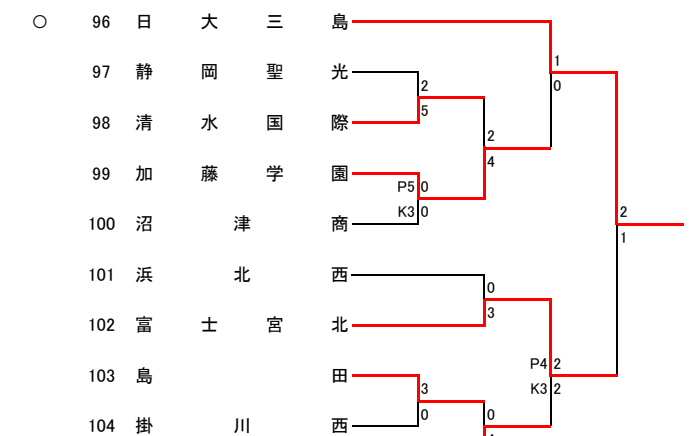 ○ 96 日大三島
1
97 静岡聖光
0
2
98 清水国際
5
2
99 加藤学園
4
P5 0
K3 0
100 沼津商
2
1
101 浜北西
0
102 富士宮北
3
P4 2
103 島田
K3 2
3
0
0
104 掛川西